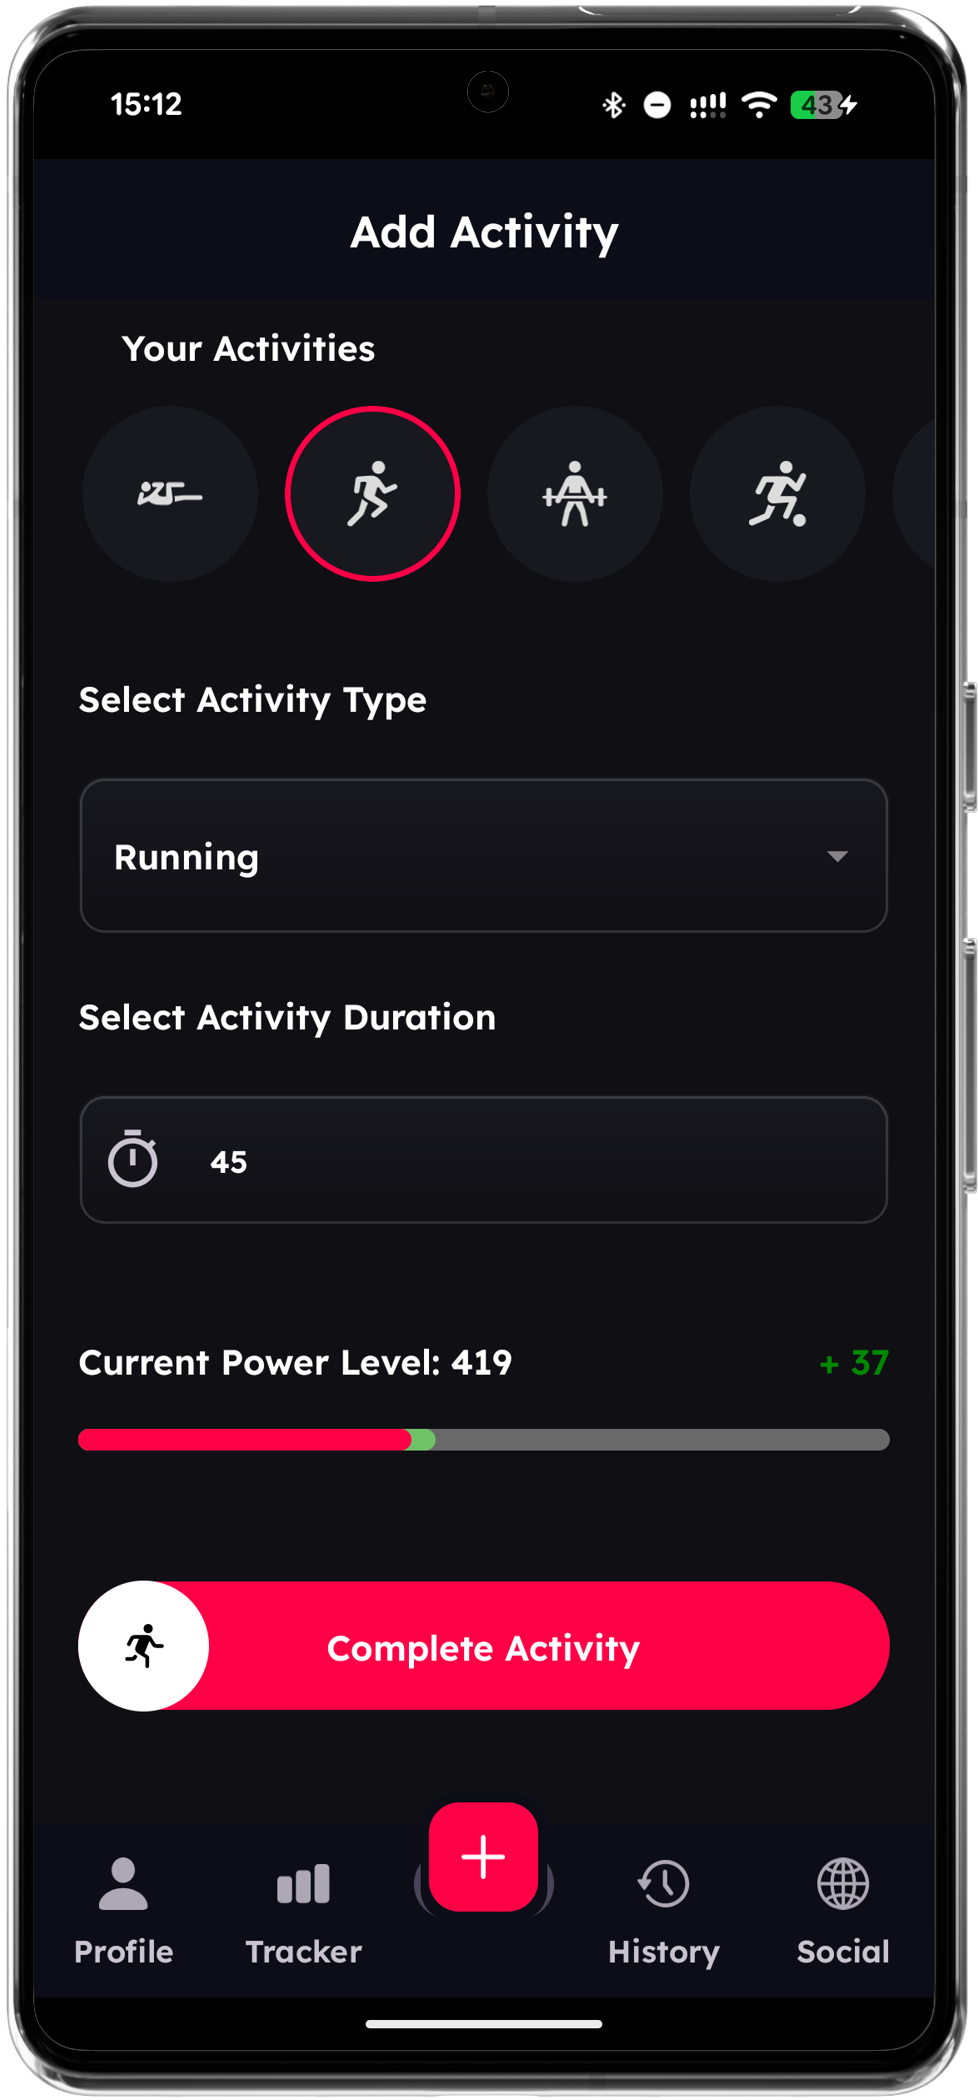 15:12
43
Add Activity
Your Activities
Select Activity Type
Running
Select Activity Duration
45
Current Power Level: 419
+ 37
Complete Activity
Profile
Tracker
History
Social